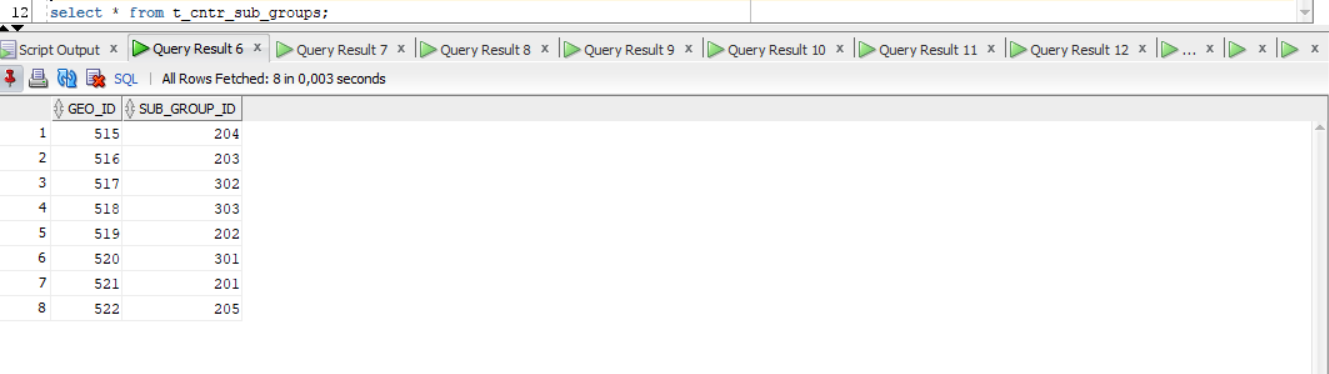 12 select * from t_cntr_sub_groups;
Script Output x Query Result 6 x Query Result 7 x Query Result 8 x Query Result 9 x Query Result 10 x Query Result 11 x Query Result 12 x ... x x x
SQL | All Rows Fetched: 8 in 0,003 seconds
GEO_ID SUB_GROUP_ID
1 515 204
2 516 203
3 517 302
4 518 303
5 519 202
6 520 301
7 521 201
8 522 205